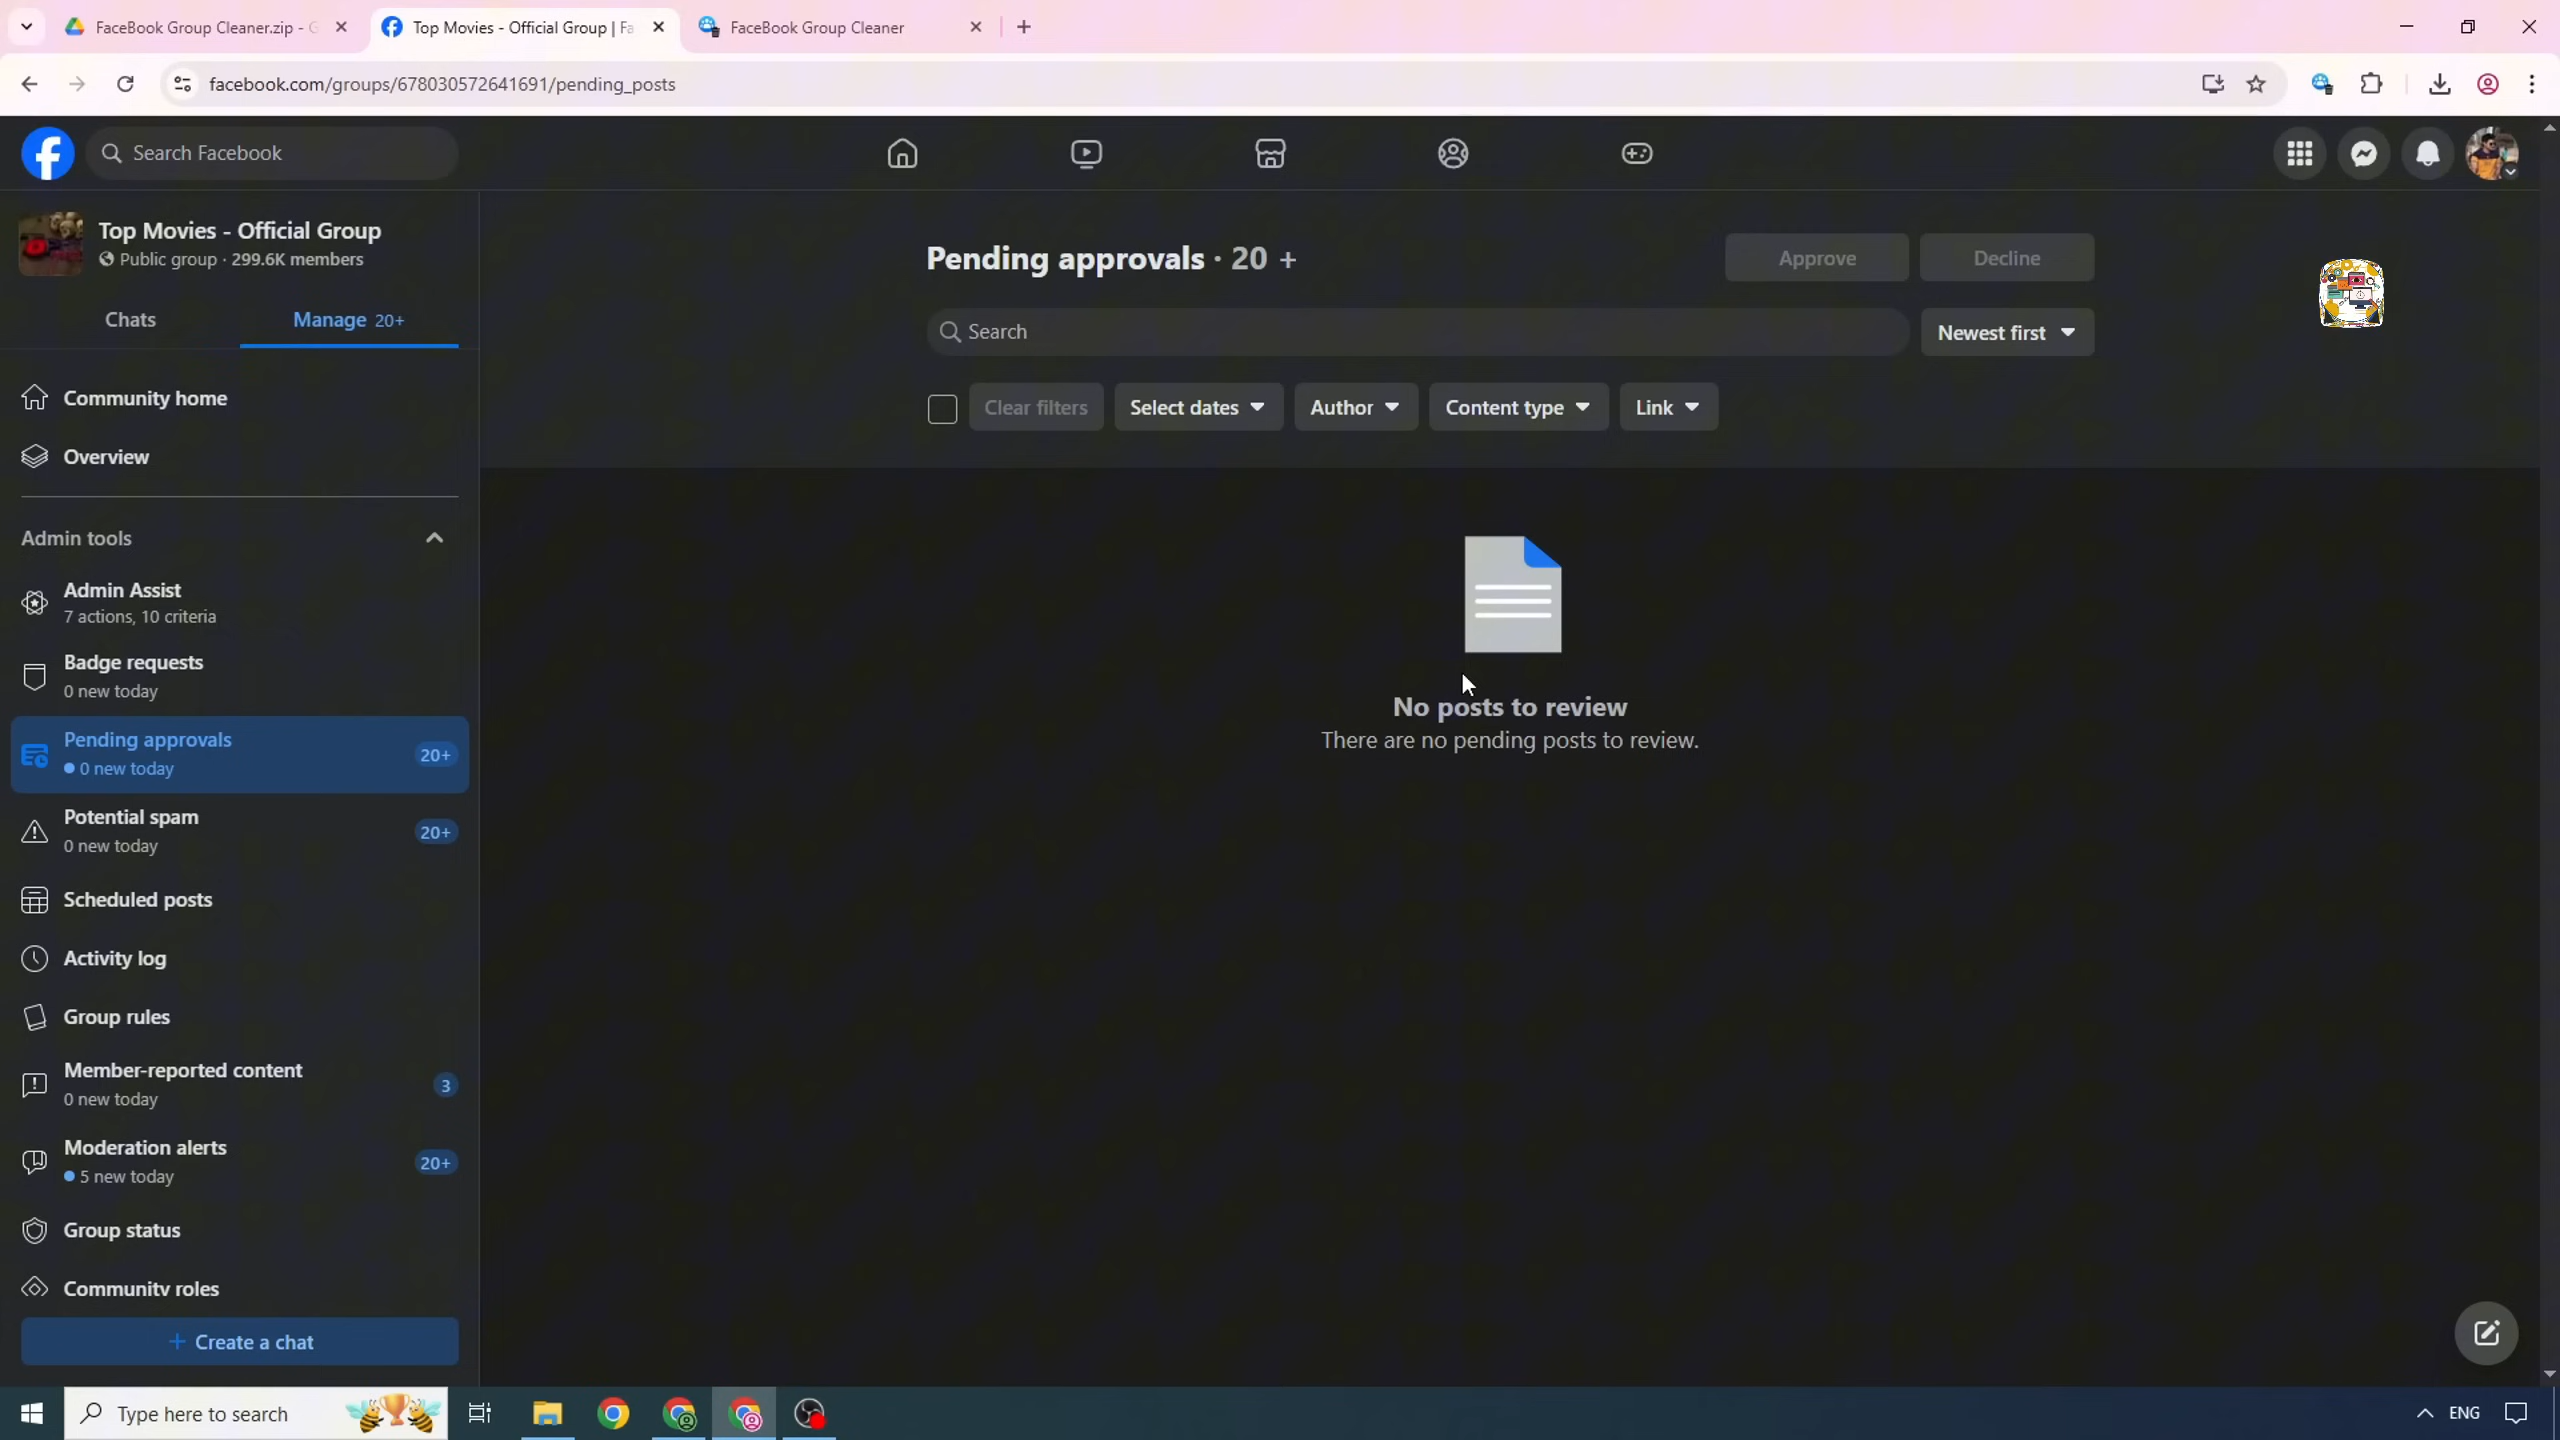 FaceBook Group Cleaner.zip - G
Top Movies - Official Group | Fa
FaceBook Group Cleaner
facebook.com/groups/678030572641691/pending_posts
Search Facebook
Top Movies - Official Group
Public group · 299.6K members
Chats
Manage 20+
Community home
Overview
Admin tools
Admin Assist
7 actions, 10 criteria
Badge requests
0 new today
Pending approvals
0 new today
20+
Potential spam
0 new today
20+
Scheduled posts
Activity log
Group rules
Member-reported content
0 new today
3
Moderation alerts
5 new today
20+
Group status
Community roles
+ Create a chat
Pending approvals · 20 +
Approve
Decline
Search
Newest first
Clear filters
Select dates
Author
Content type
Link
No posts to review
There are no pending posts to review.
Type here to search
ENG